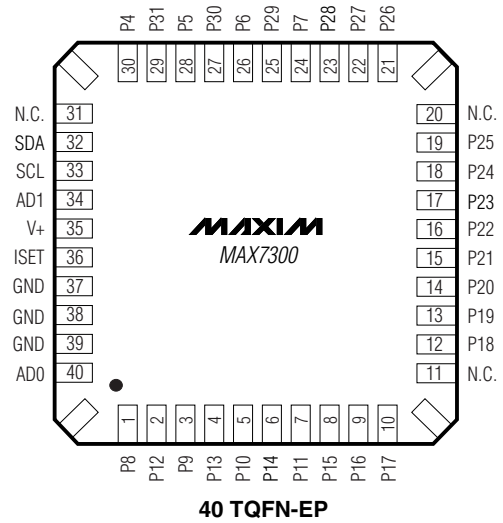 P4 P31 P5 P30 P6 P29 P7 P28 P27 P26
30 29 28 27 26 25 24 23 22 21
N.C. 31 20 N.C.
SDA 32 19 P25
SCL 33 18 P24
AD1 34 17 P23
V+ 35 16 P22
ISET 36 15 P21
GND 37 14 P20
GND 38 13 P19
GND 39 12 P18
AD0 40 11 N.C.
MAXIM
MAX7300
1 2 3 4 5 6 7 8 9 10
P8 P12 P9 P13 P10 P14 P11 P15 P16 P17
40 TQFN-EP